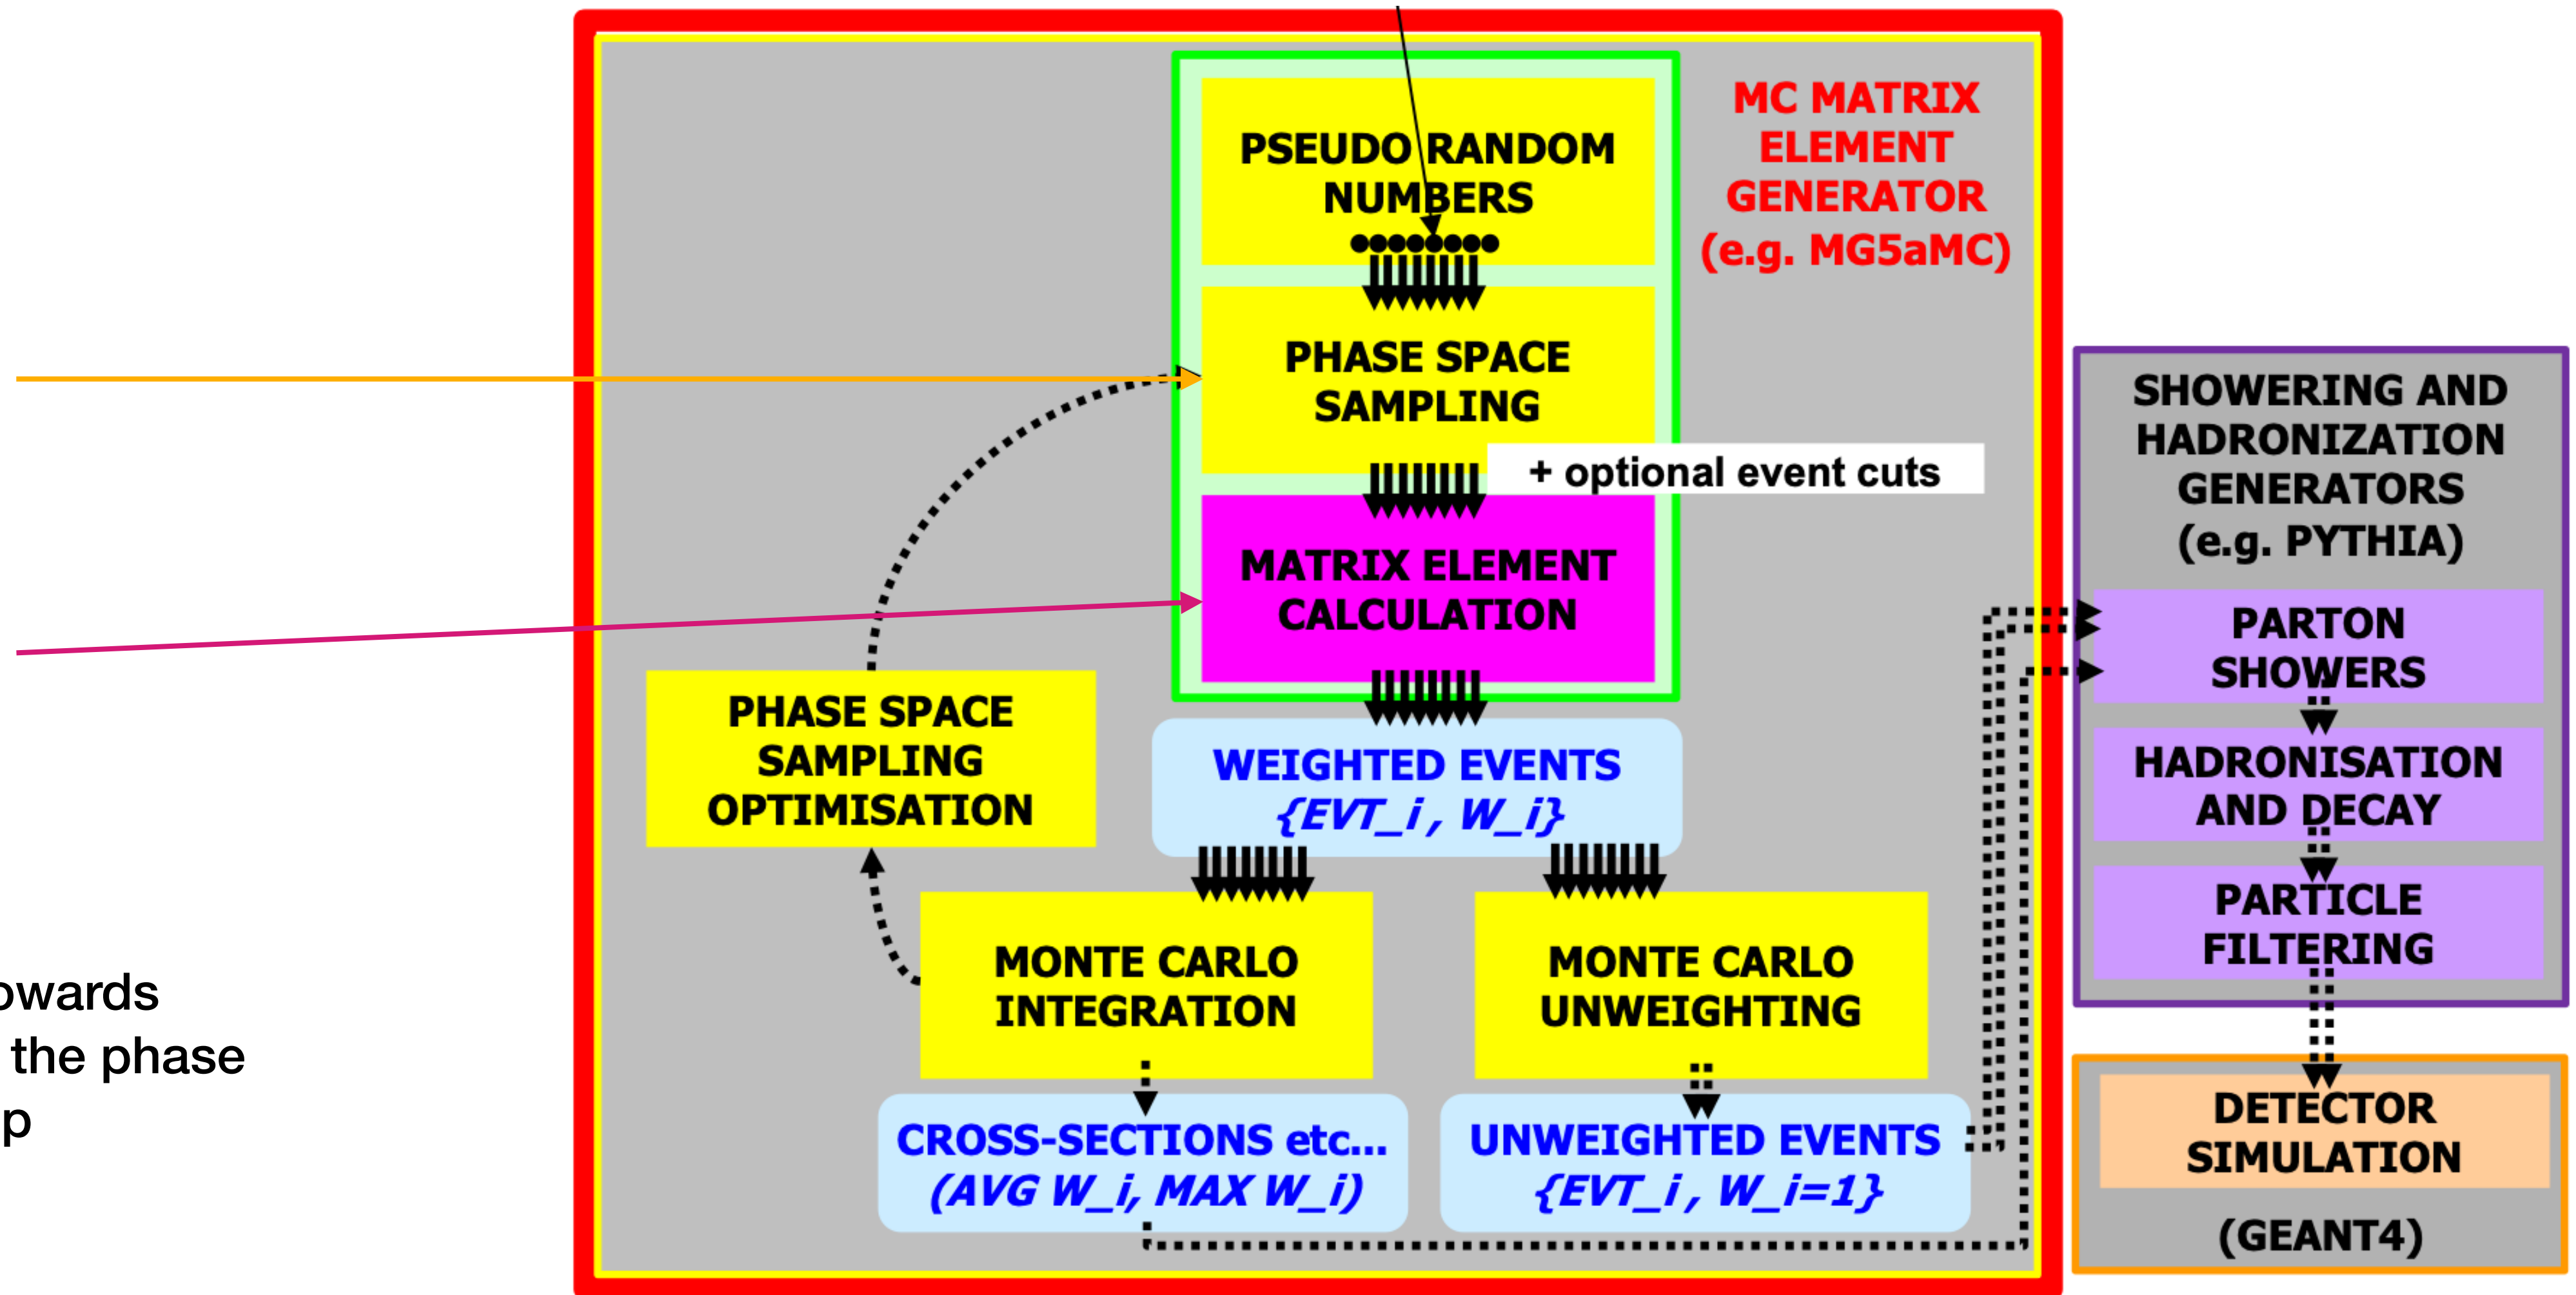 PSEUDO RANDOM
NUMBERS
MC MATRIX
ELEMENT
GENERATOR
(e.g. MG5aMC)
PHASE SPACE
SAMPLING
+ optional event cuts
MATRIX ELEMENT
CALCULATION
PHASE SPACE
SAMPLING
OPTIMISATION
WEIGHTED EVENTS
{EVT_i , W_i}
MONTE CARLO
INTEGRATION
MONTE CARLO
UNWEIGHTING
CROSS-SECTIONS etc...
(AVG W_i, MAX W_i)
UNWEIGHTED EVENTS
{EVT_i , W_i=1}
SHOWERING AND
HADRONIZATION
GENERATORS
(e.g. PYTHIA)
PARTON
SHOWERS
HADRONISATION
AND DECAY
PARTICLE
FILTERING
DETECTOR
SIMULATION
(GEANT4)
the phase